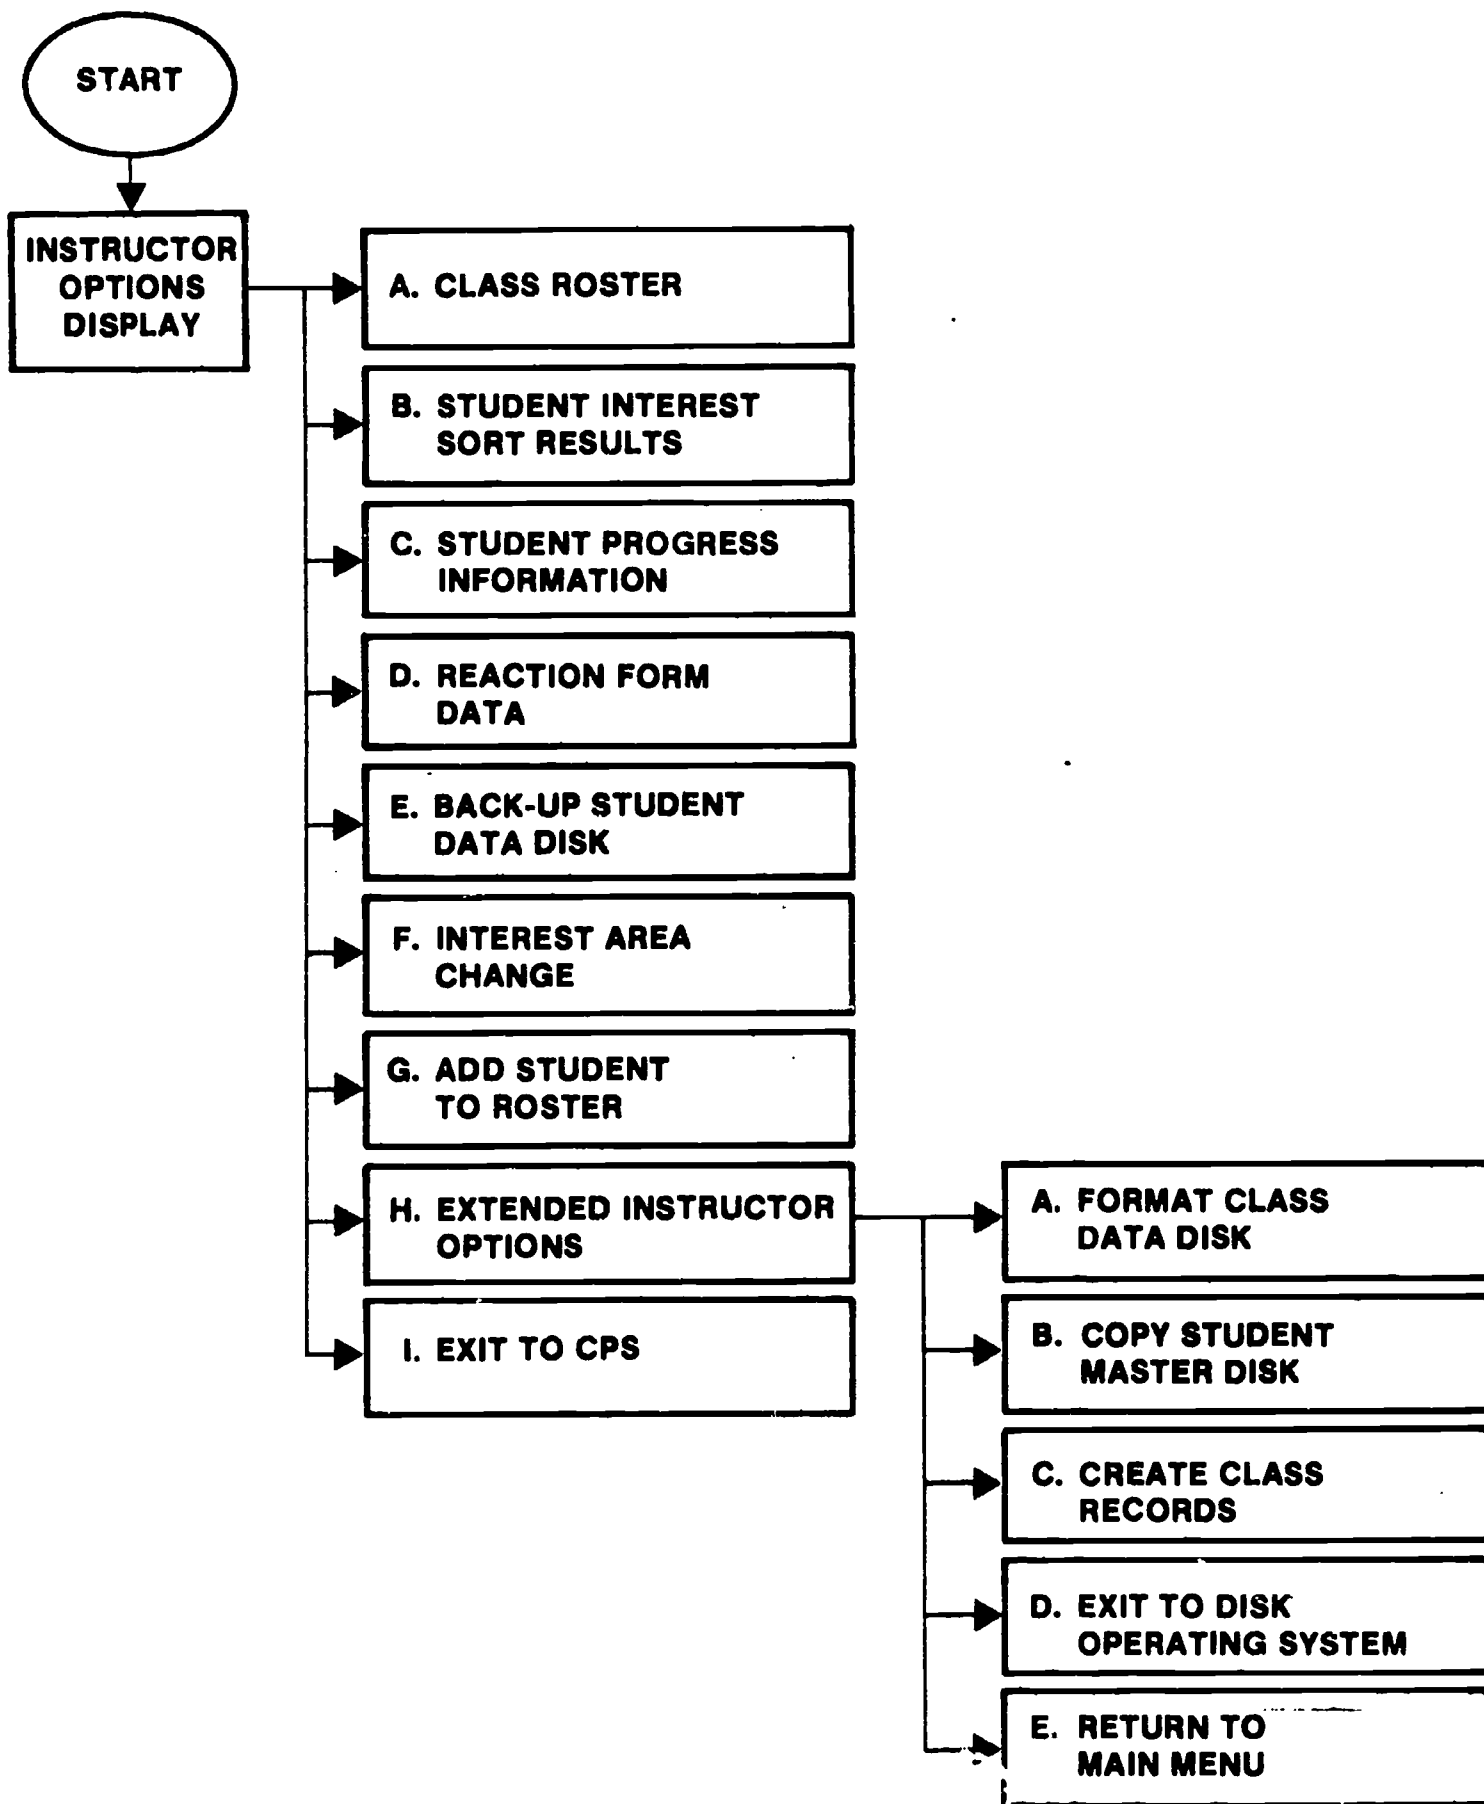 START
INSTRUCTOR
OPTIONS
DISPLAY
A. CLASS ROSTER
B. STUDENT INTEREST
SORT RESULTS
C. STUDENT PROGRESS
INFORMATION
D. REACTION FORM
DATA
E. BACK-UP STUDENT
DATA DISK
F. INTEREST AREA
CHANGE
G. ADD STUDENT
TO ROSTER
H. EXTENDED INSTRUCTOR
OPTIONS
I. EXIT TO CPS
A. FORMAT CLASS
DATA DISK
B. COPY STUDENT
MASTER DISK
C. CREATE CLASS
RECORDS
D. EXIT TO DISK
OPERATING SYSTEM
E. RETURN TO
MAIN MENU